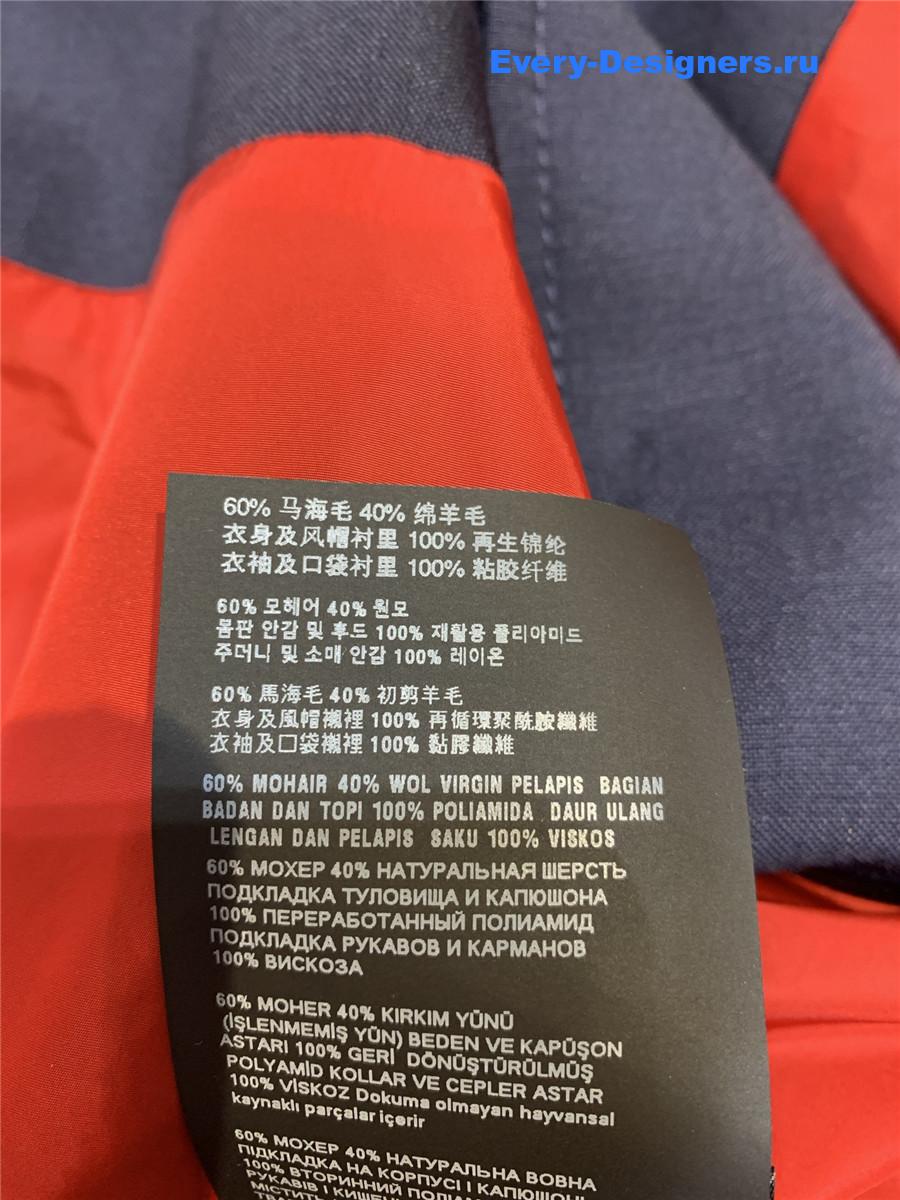 Every-Designers.ru
60% 马海毛 40% 绵羊毛
衣身及风帽衬里 100% 再生锦纶
衣袖及口袋衬里 100% 粘胶纤维
60% 모헤어 40% 원모
몸판 안감 및 후드 100% 재활용 폴리아미드
주머니 및 소매 안감 100% 레이온
60% 馬海毛 40% 初剪羊毛
衣身及風帽襯裡 100% 再循環聚酰胺纖維
衣袖及口袋襯裡 100% 黏膠纖維
60% MOHAIR 40% WOL VIRGIN PELAPIS BAGIAN
BADAN DAN TOPI 100% POLIAMIDA DAUR ULANG
LENGAN DAN PELAPIS SAKU 100% VISKOS
60% МОХЕР 40% НАТУРАЛЬНАЯ ШЕРСТЬ
ПОДКЛАДКА ТУЛОВИЩА И КАПЮШОНА
100% ПЕРЕРАБОТАННЫЙ ПОЛИАМИД
ПОДКЛАДКА РУКАВОВ И КАРМАНОВ
100% ВИСКОЗА
60% MOHER 40% KIRKIM YÜNÜ
(İŞLENMEMİŞ YÜN) BEDEN VE KAPÜŞON
ASTARI 100% GERİ DÖNÜŞTÜRÜLMÜŞ
POLYAMİD KOLLAR VE CEPLER ASTAR
100% VİSKOZ Dokuma olmayan hayvansal
kaynaklı parçalar içerir
60% МОХЕР 40% НАТУРАЛЬНА ВОВНА
ПІДКЛАДКА НА КОРПУСІ І КАПЮШОНІ
100% ВТОРИННИЙ
РУКАВІВ І